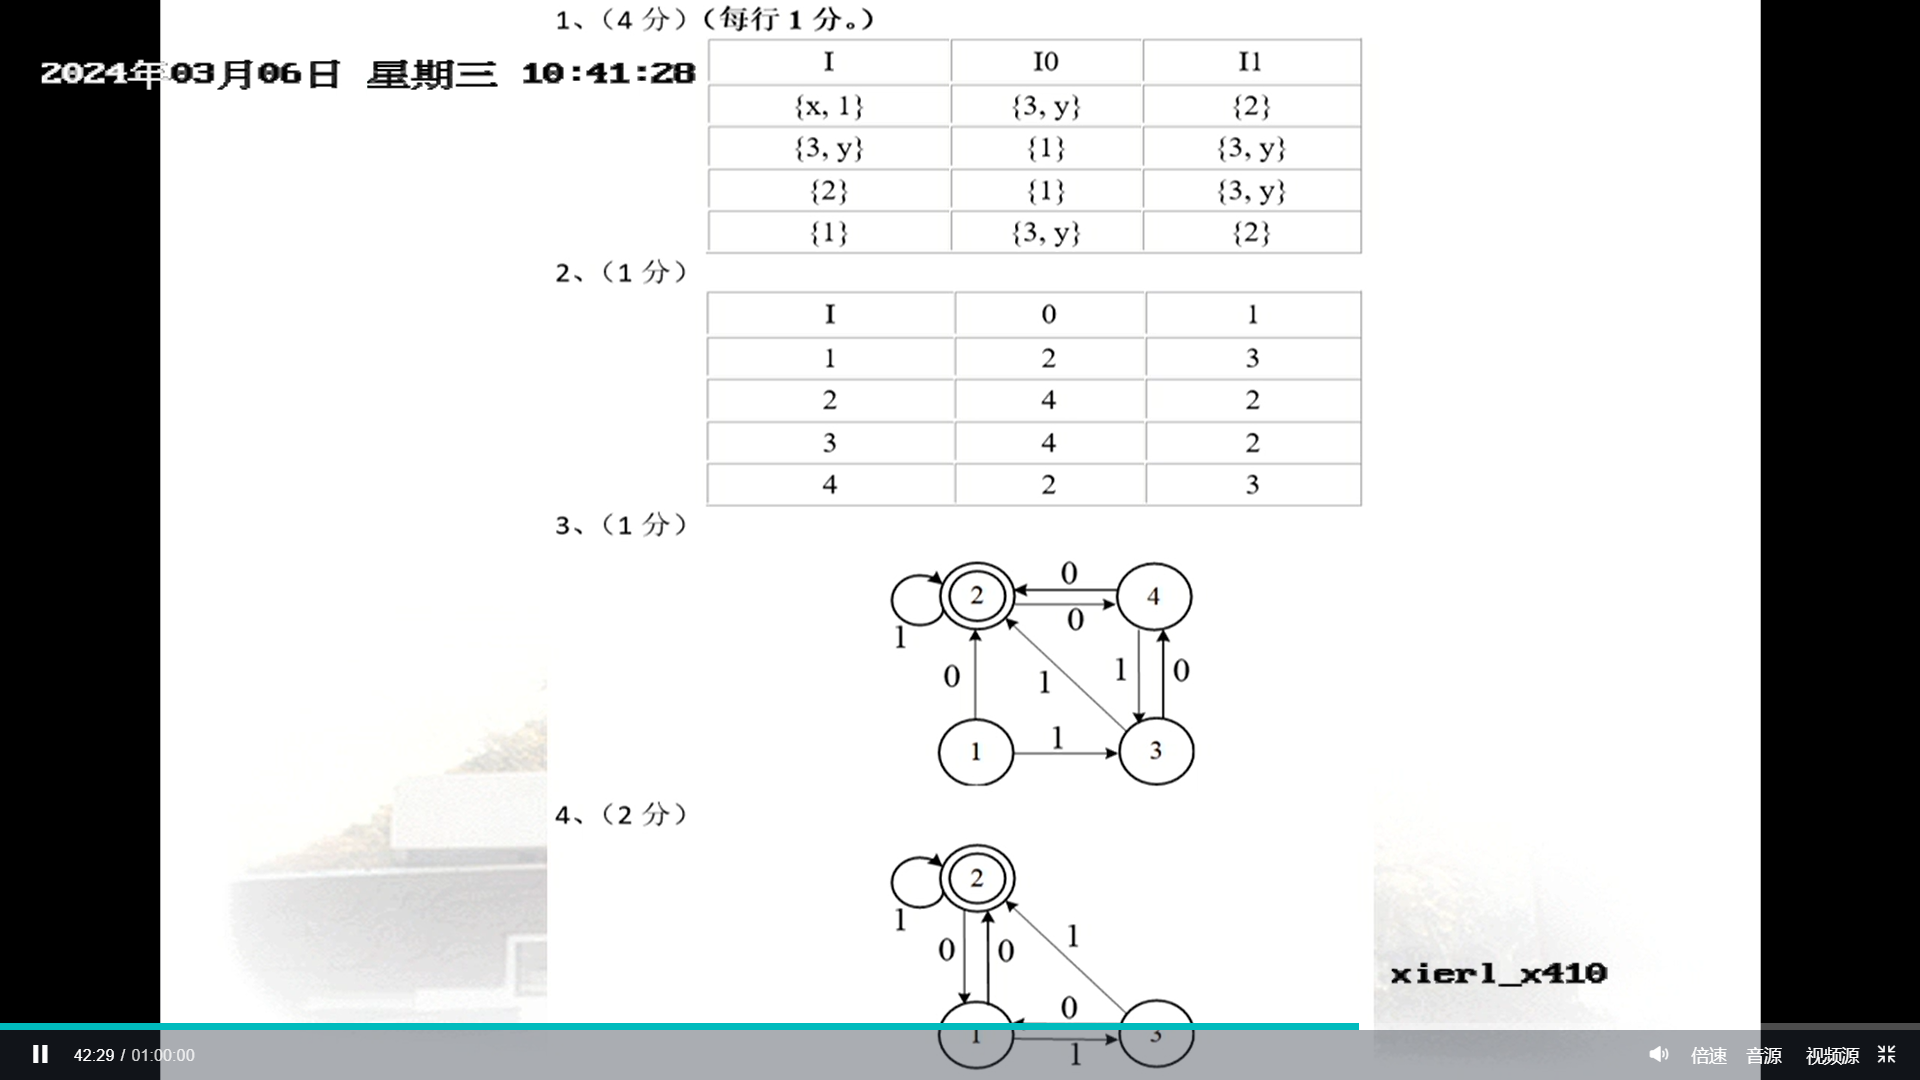 1、（4 分）（每行 1 分。）
2024年03月06日 星期三 10:41:28
I I0 I1
{x, 1} {3, y} {2}
{3, y} {1} {3, y}
{2} {1} {3, y}
{1} {3, y} {2}
2、（1 分）
I 0 1
1 2 3
2 4 2
3 4 2
4 2 3
3、（1 分）
0
2 4
0
1
0 1 1 0
1
1 3
4、（2 分）
2
1
0 0 1
xierl_x410
0
1 3
1
42:29 / 01:00:00 倍速 音源 视频源